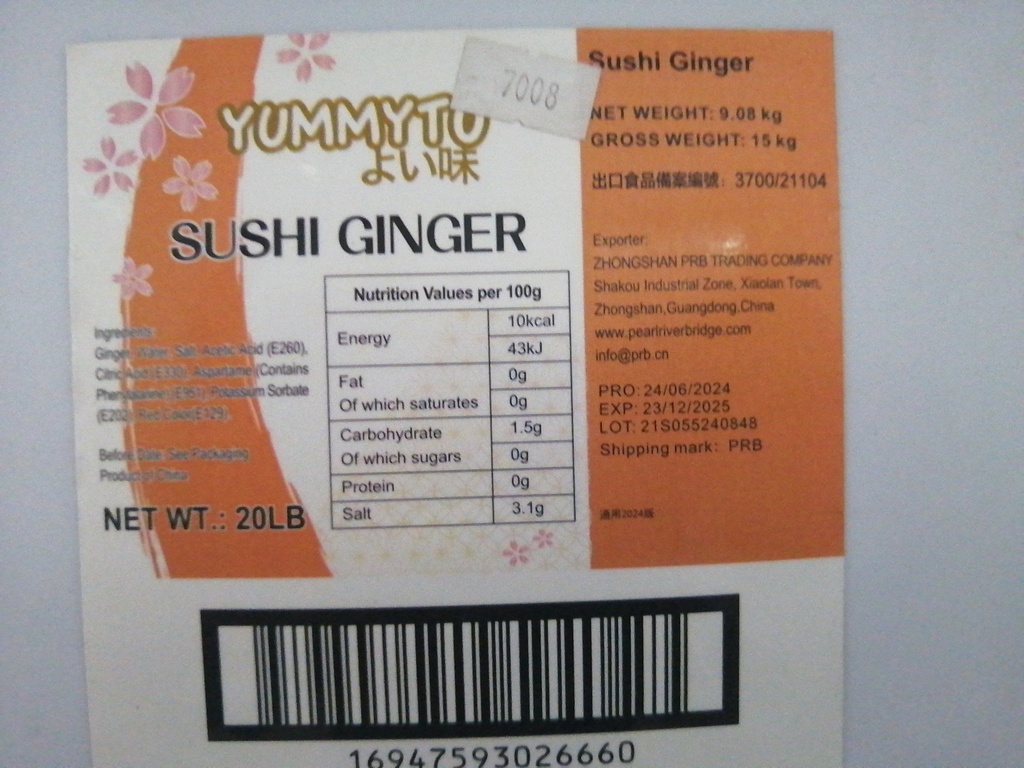 7008
YUMMYTU
よい味
SUSHI GINGER
Ingredients:
Ginger, Water, Salt, Acetic Acid (E260),
Citric Acid (E330), Aspartame (Contains
Phenylalanine) (E951), Potassium Sorbate
(E202), Red Color(E129).
Before Date: See Packaging
Product of China
NET WT.: 20LB
Nutrition Values per 100g
Energy 10kcal
43kJ
Fat 0g
Of which saturates 0g
Carbohydrate 1.5g
Of which sugars 0g
Protein 0g
Salt 3.1g
Sushi Ginger
NET WEIGHT: 9.08 kg
GROSS WEIGHT: 15 kg
出口食品備案編號: 3700/21104
Exporter:
ZHONGSHAN PRB TRADING COMPANY
Shakou Industrial Zone, Xiaolan Town,
Zhongshan,Guangdong,China
www.pearlriverbridge.com
info@prb.cn
PRO: 24/06/2024
EXP: 23/12/2025
LOT: 21S055240848
Shipping mark: PRB
通用2024版
16947593026660